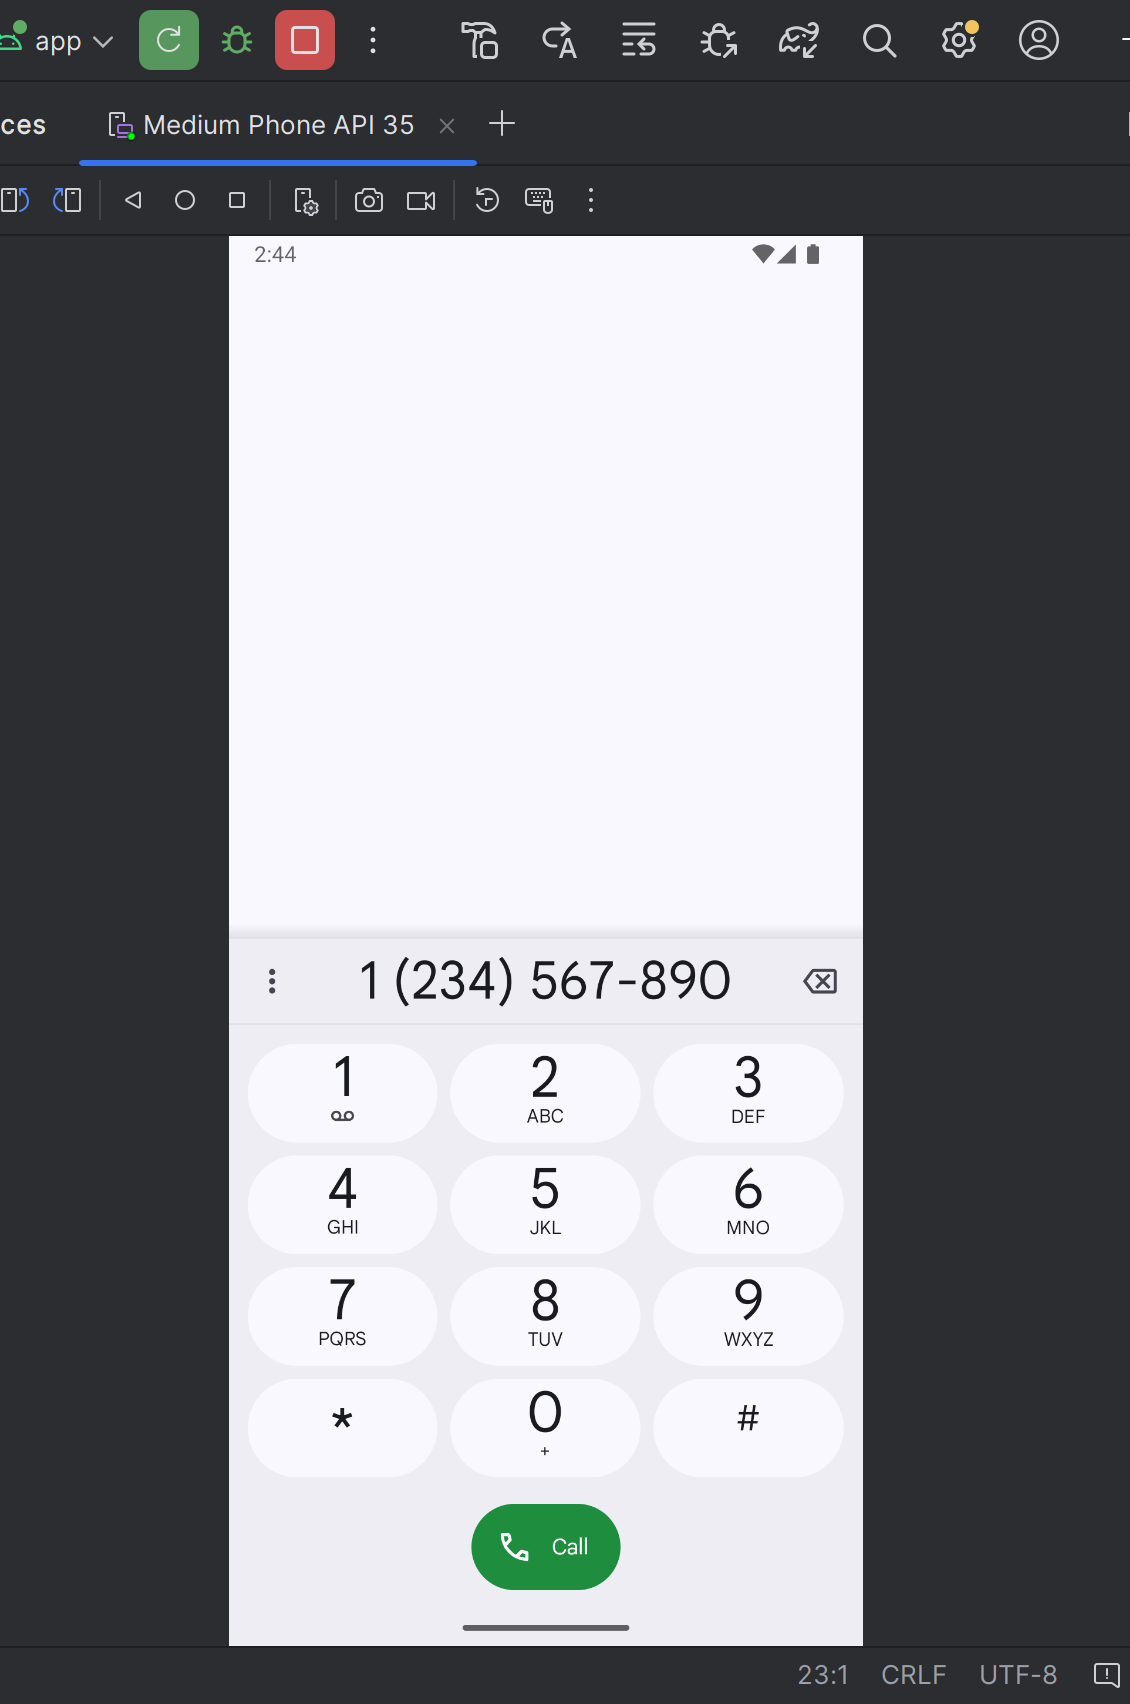 app
ces
Medium Phone API 35
2:44
1 (234) 567-890
1
2
ABC
3
DEF
4
GHI
5
JKL
6
MNO
7
PQRS
8
TUV
9
WXYZ
*
0
+
#
Call
23:1 CRLF UTF-8